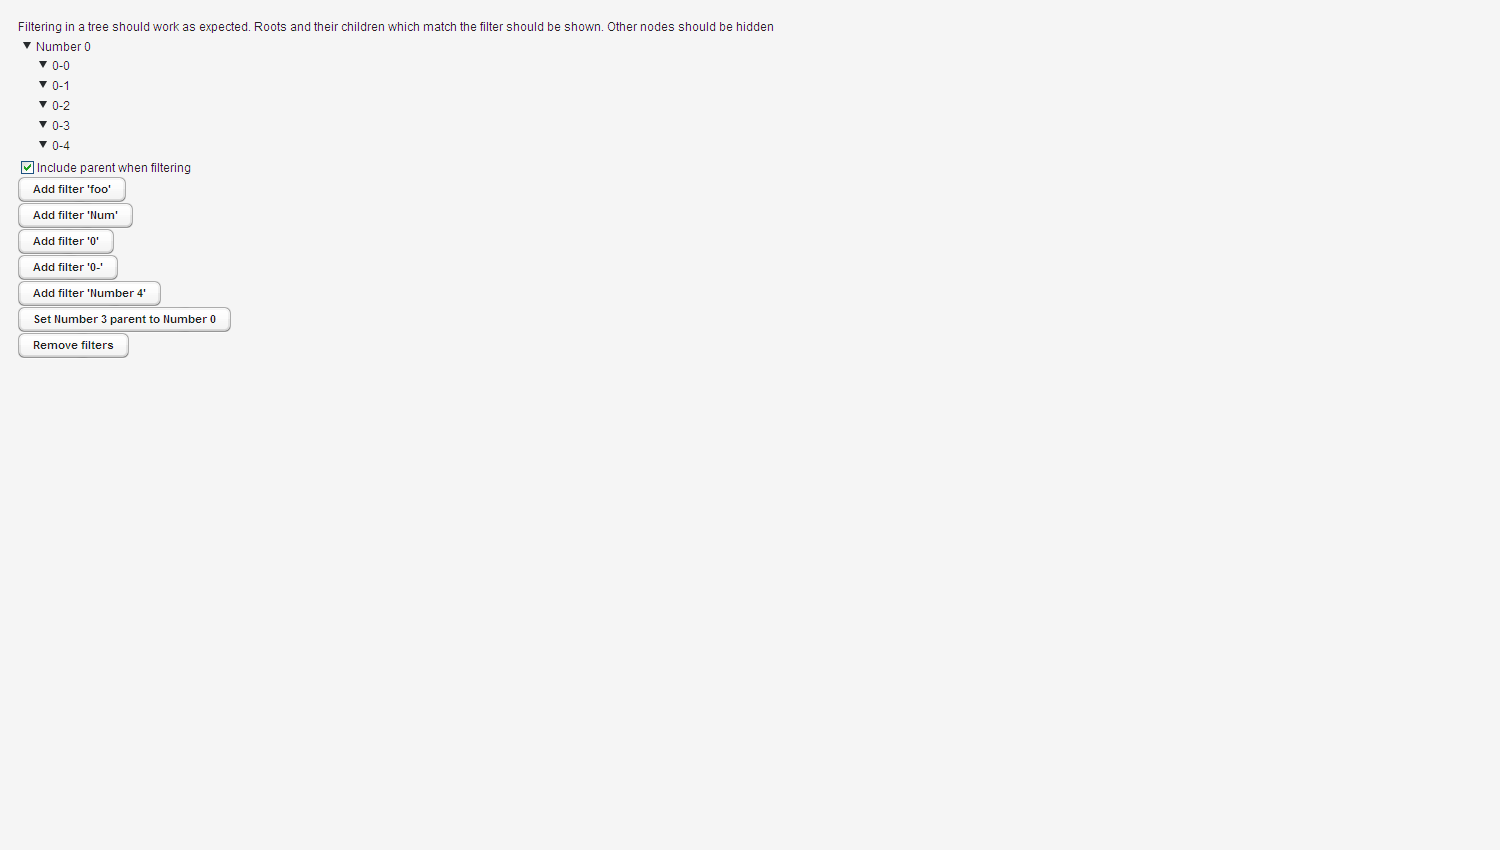 Filtering in a tree should work as expected. Roots and their children which match the filter should be shown. Other nodes should be hidden
Number 0
0-0
0-1
0-2
0-3
0-4
Include parent when filtering
Add filter 'foo'
Add filter 'Num'
Add filter '0'
Add filter '0-'
Add filter 'Number 4'
Set Number 3 parent to Number 0
Remove filters